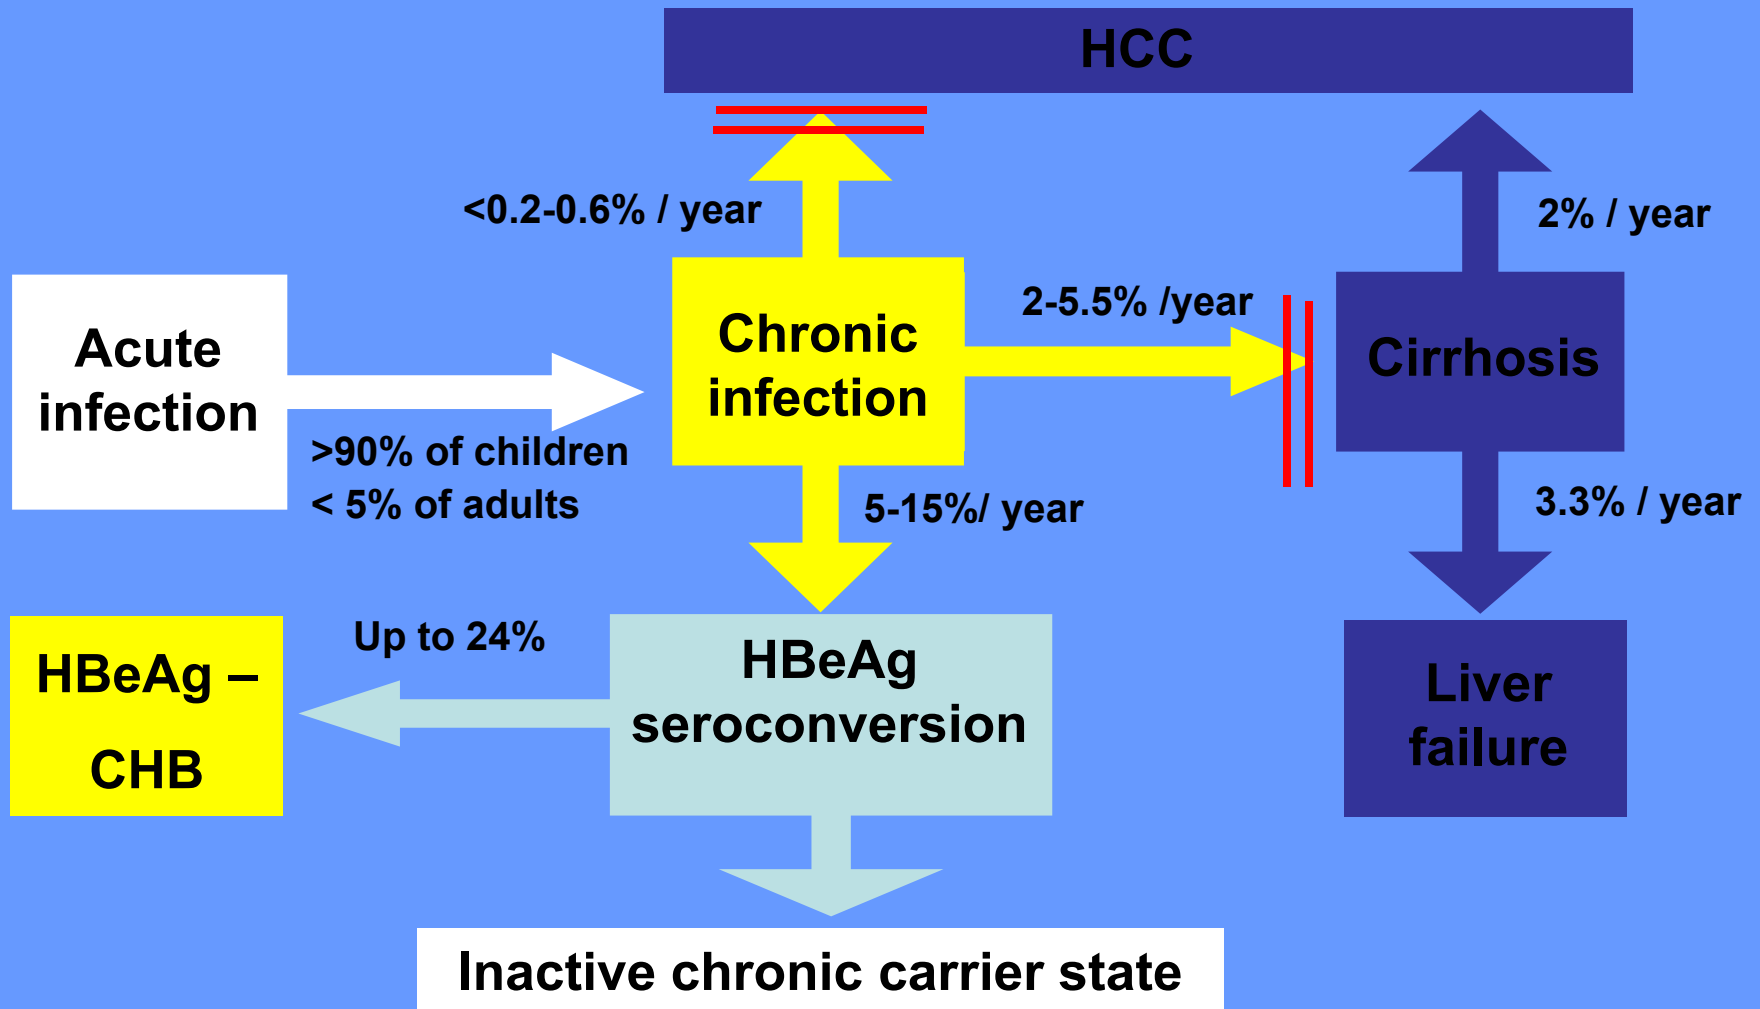 HCC
<0.2-0.6% / year
2% / year
Acute
infection
>90% of children
< 5% of adults
Chronic
infection
2-5.5% /year
Cirrhosis
5-15%/ year
3.3% / year
HBeAg –
CHB
Up to 24%
HBeAg
seroconversion
Liver
failure
Inactive chronic carrier state